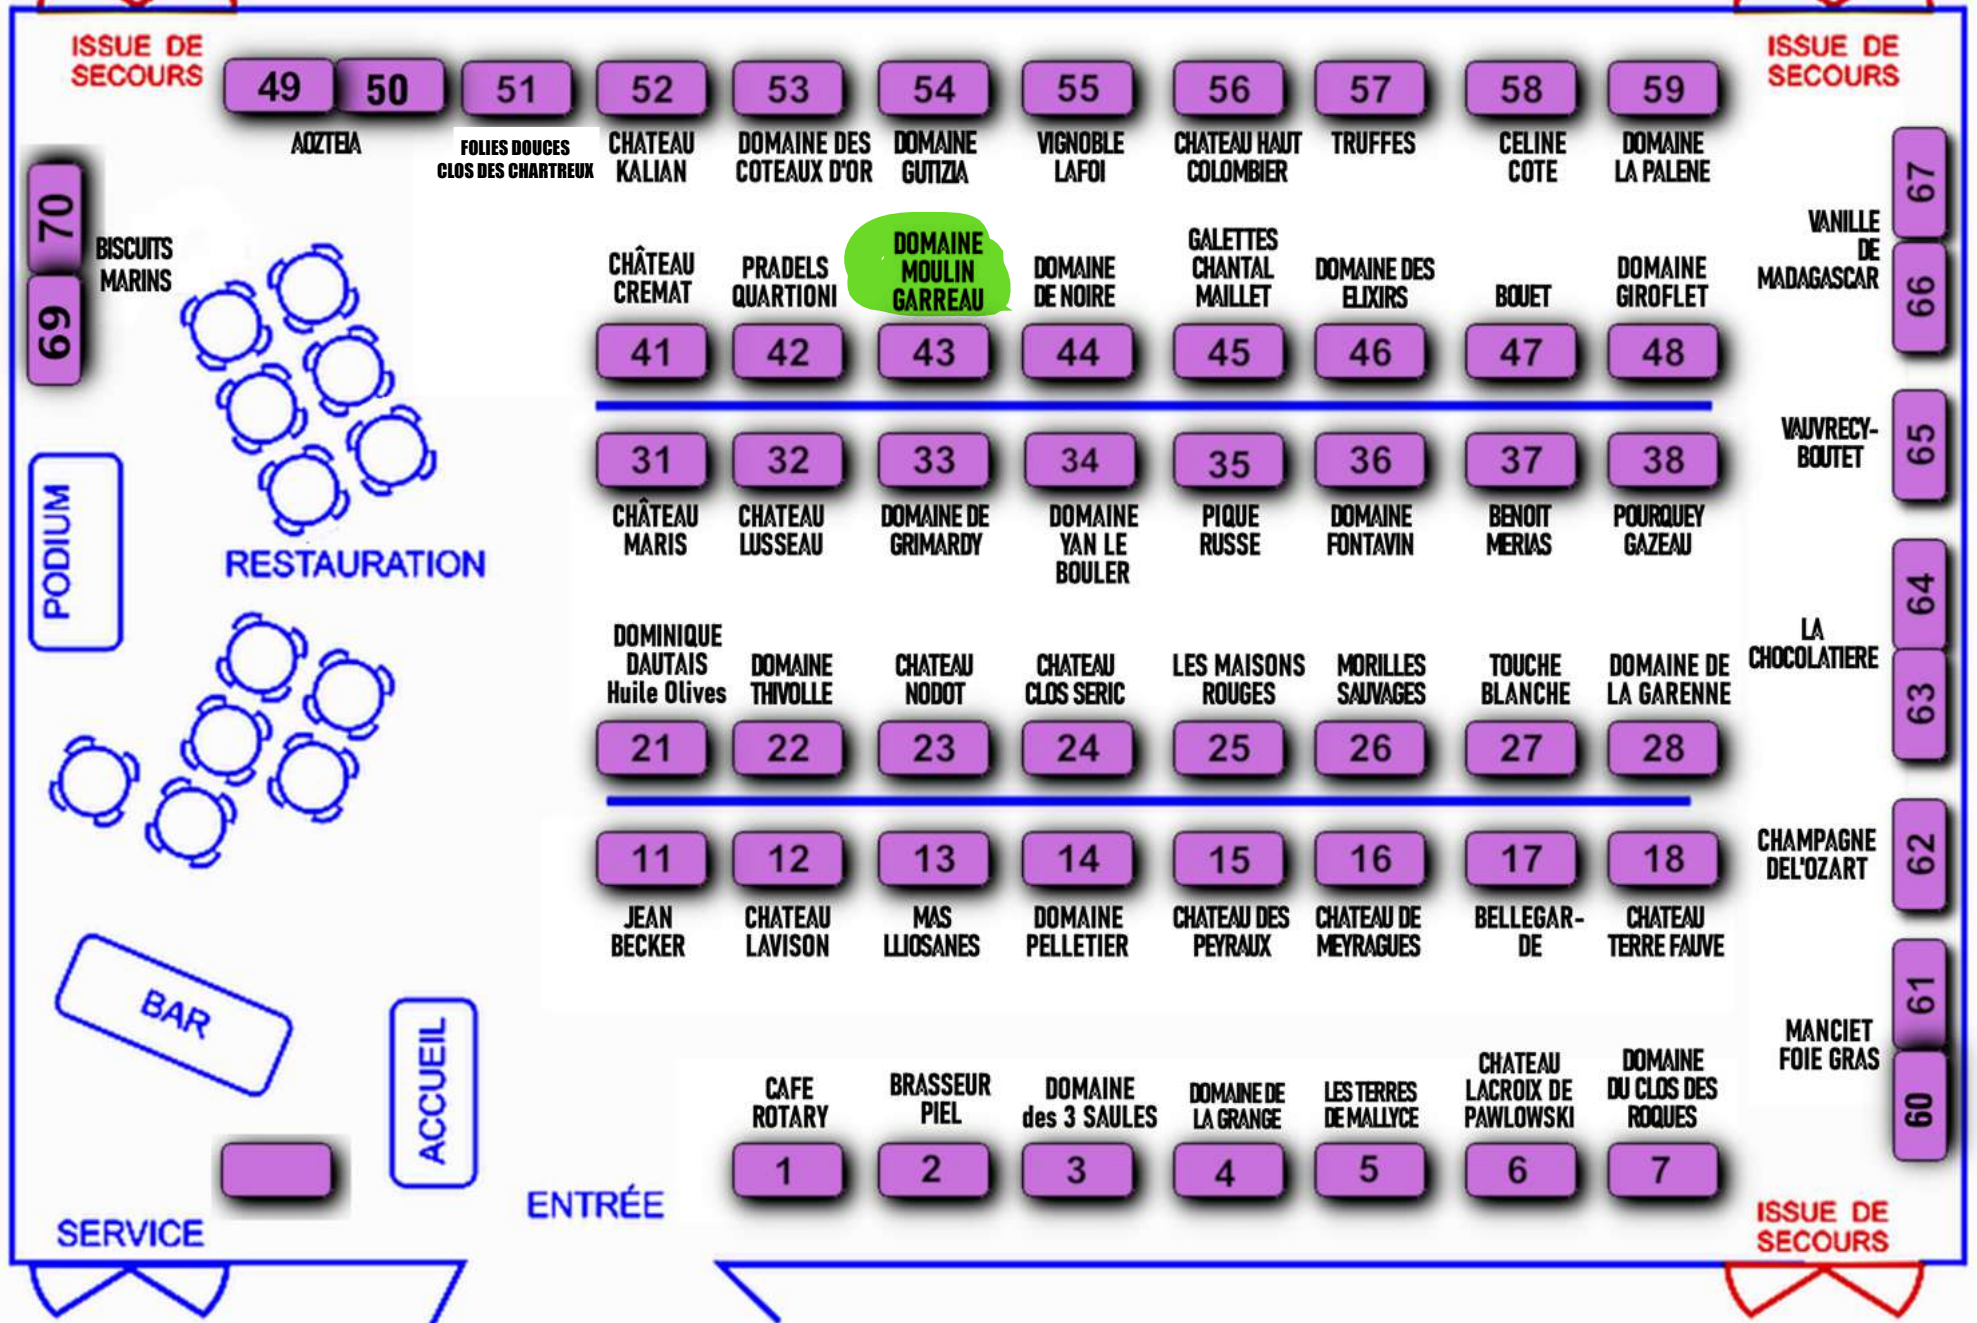 ISSUE DE
SECOURS
ISSUE DE
SECOURS
49 50 51 52 53 54 55 56 57 58 59
AOZTEIA
FOLIES DOUCES
CLOS DES CHARTREUX
CHATEAU
KALIAN
DOMAINE DES
COTEAUX D'OR
DOMAINE
GUTIZIA
VIGNOBLE
LAFOI
CHATEAU HAUT
COLOMBIER
TRUFFES
CELINE
COTE
DOMAINE
LA PALENE
70
69
BISCUITS
MARINS
67
66
VANILLE
DE
MADAGASCAR
CHÂTEAU
CREMAT
PRADELS
QUARTIONI
DOMAINE
MOULIN
GARREAU
DOMAINE
DE NOIRE
GALETTES
CHANTAL
MAILLET
DOMAINE DES
ELIXIRS
BOUET
DOMAINE
GIROFLET
41 42 43 44 45 46 47 48
31 32 33 34 35 36 37 38
VAUVRECY-
BOUTET
65
CHÂTEAU
MARIS
CHATEAU
LUSSEAU
DOMAINE DE
GRIMARDY
DOMAINE
YAN LE
BOULER
PIQUE
RUSSE
DOMAINE
FONTAVIN
BENOIT
MERIAS
POURQUEY
GAZEAU
PODIUM
RESTAURATION
64
63
LA
CHOCOLATIERE
DOMINIQUE
DAUTAIS
Huile Olives
DOMAINE
THIVOLLE
CHATEAU
NODOT
CHATEAU
CLOS SERIC
LES MAISONS
ROUGES
MORILLES
SAUVAGES
TOUCHE
BLANCHE
DOMAINE DE
LA GARENNE
21 22 23 24 25 26 27 28
11 12 13 14 15 16 17 18
CHAMPAGNE
DEL'OZART
62
JEAN
BECKER
CHATEAU
LAVISON
MAS
LLIOSANES
DOMAINE
PELLETIER
CHATEAU DES
PEYRAUX
CHATEAU DE
MEYRAGUES
BELLEGAR-
DE
CHATEAU
TERRE FAUVE
BAR
ACCUEIL
61
60
MANCIET
FOIE GRAS
CAFE
ROTARY
BRASSEUR
PIEL
DOMAINE
des 3 SAULES
DOMAINE DE
LA GRANGE
LES TERRES
DE MALLYCE
CHATEAU
LACROIX DE
PAWLOWSKI
DOMAINE
DU CLOS DES
ROQUES
1 2 3 4 5 6 7
SERVICE
ENTRÉE
ISSUE DE
SECOURS